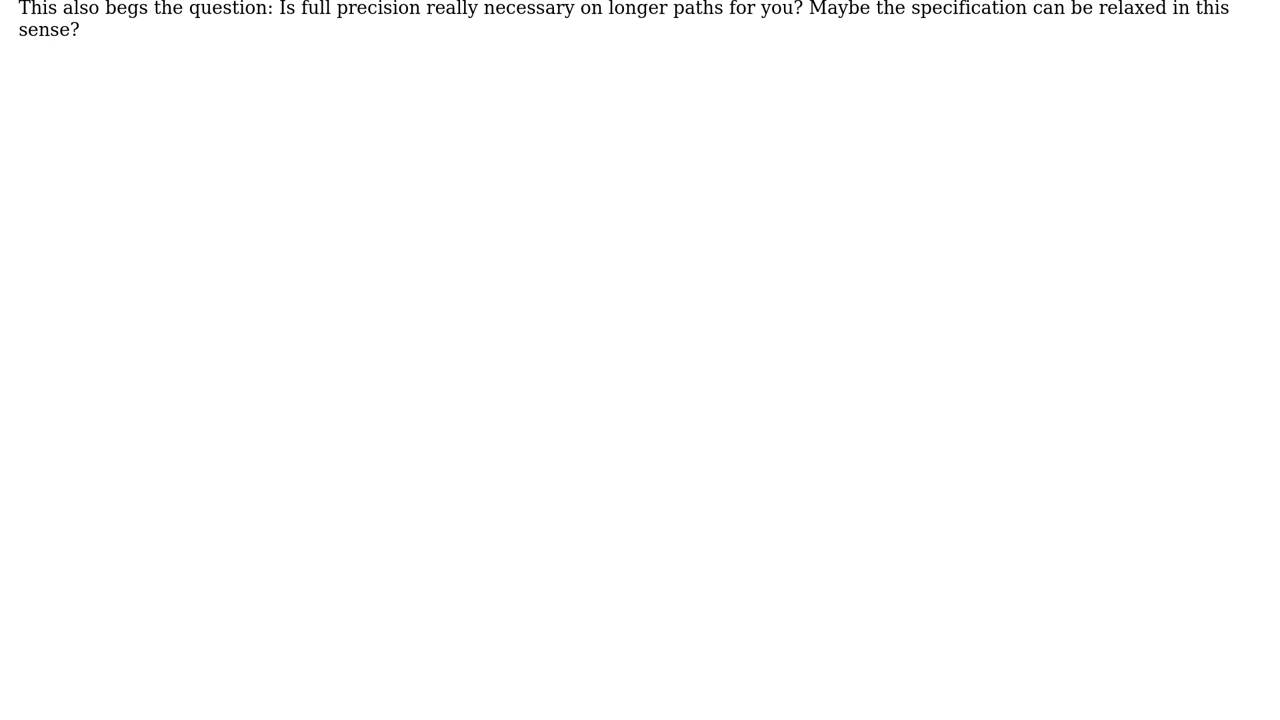 This also begs the question: Is full precision really necessary on longer paths for you? Maybe the specification can be relaxed in this
sense?